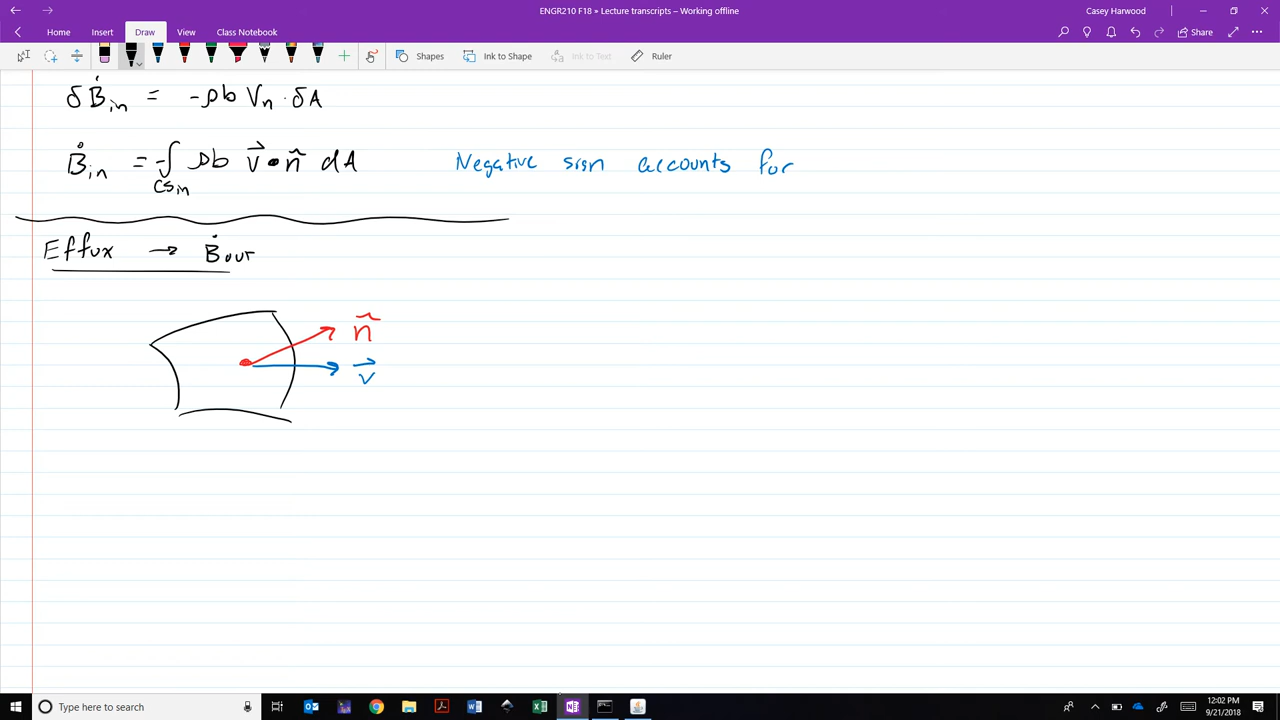 ENGR210 F18 » Lecture transcripts – Working offline
Casey Harwood
Home Insert Draw View Class Notebook
Share
Shapes Ink to Shape Ink to Text Ruler
δḂin = -ρb Vn · δA
Ḃin = -∫CSin ρb v⃗ • n̂ dA Negative sign accounts for
Efflux → Ḃout
n̂
v⃗
Type here to search
12:02 PM
9/21/2018